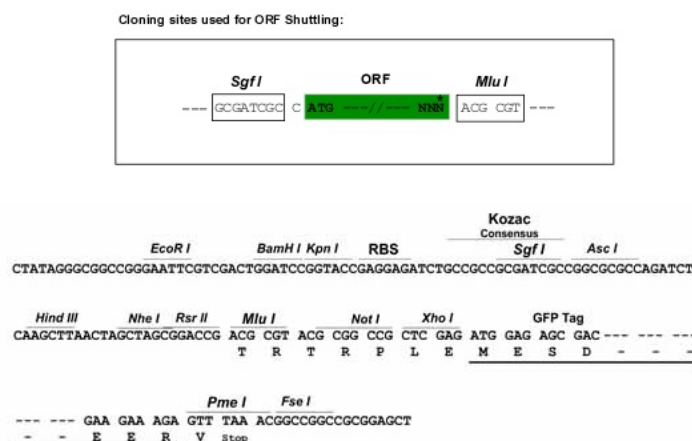 Cloning sites used for ORF Shuttling:
Sgf I ORF Mlu I
--- GCGATCGC C ATG ---//--- NNN* ACG CGT ---
Kozac
Consensus
EcoR I BamH I Kpn I RBS Sgf I Asc I
CTATAGGGCGGCCGGGAATTCGTCGACTGGATCCGGTACCGAGGAGATCTGCCGCCGCGATCGCCGGCGCGCCAGATCT
Hind III Nhe I Rsr II Mlu I Not I Xho I GFP Tag
CAAGCTTAACTAGCTAGCGGACCG ACG CGT ACG CGG CCG CTC GAG ATG GAG AGC GAC --- --- ---
T R T R P L E M E S D - - -
Pme I Fse I
--- --- GAA GAA AGA GTT TAA ACGGCCGGCCGCGGAGCT
- - E E R V Stop